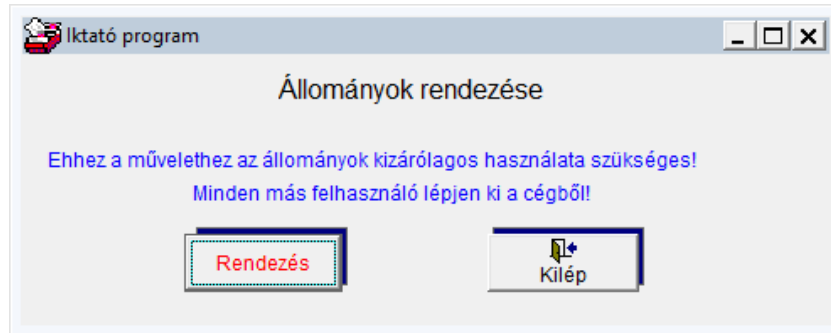 Iktató program
Állományok rendezése
Ehhez a művelethez az állományok kizárólagos használata szükséges!
Minden más felhasználó lépjen ki a cégből!
Rendezés
Kilép